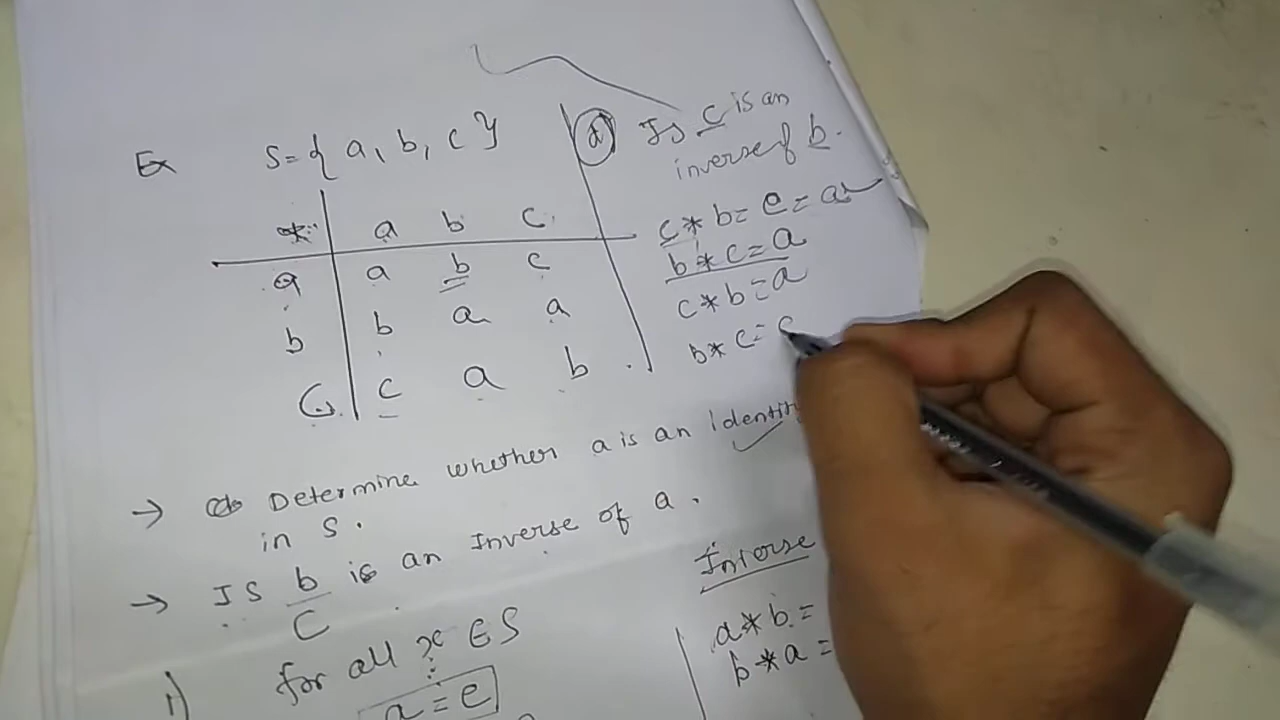 Ex S={ a, b, c }
* a b c
a a b c
b b a a
C c a b .
d Is c is an
inverse of b.
c * b = e = a
b * c = a
c * b = a
b * c =
→ Determine whether a is an Identity
in S.
→ IS b is an Inverse of a .
C
i) for all x ∈ S
a = e
Inverse
a * b =
b * a =